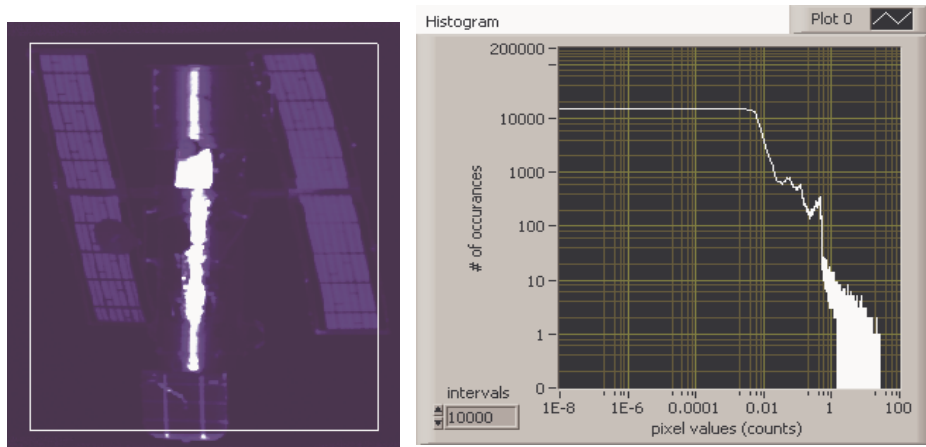 Histogram
Plot 0
200000
10000
1000
100
10
1
0
# of occurances
intervals
10000
1E-8
1E-6
0.0001
0.01
1
100
pixel values (counts)